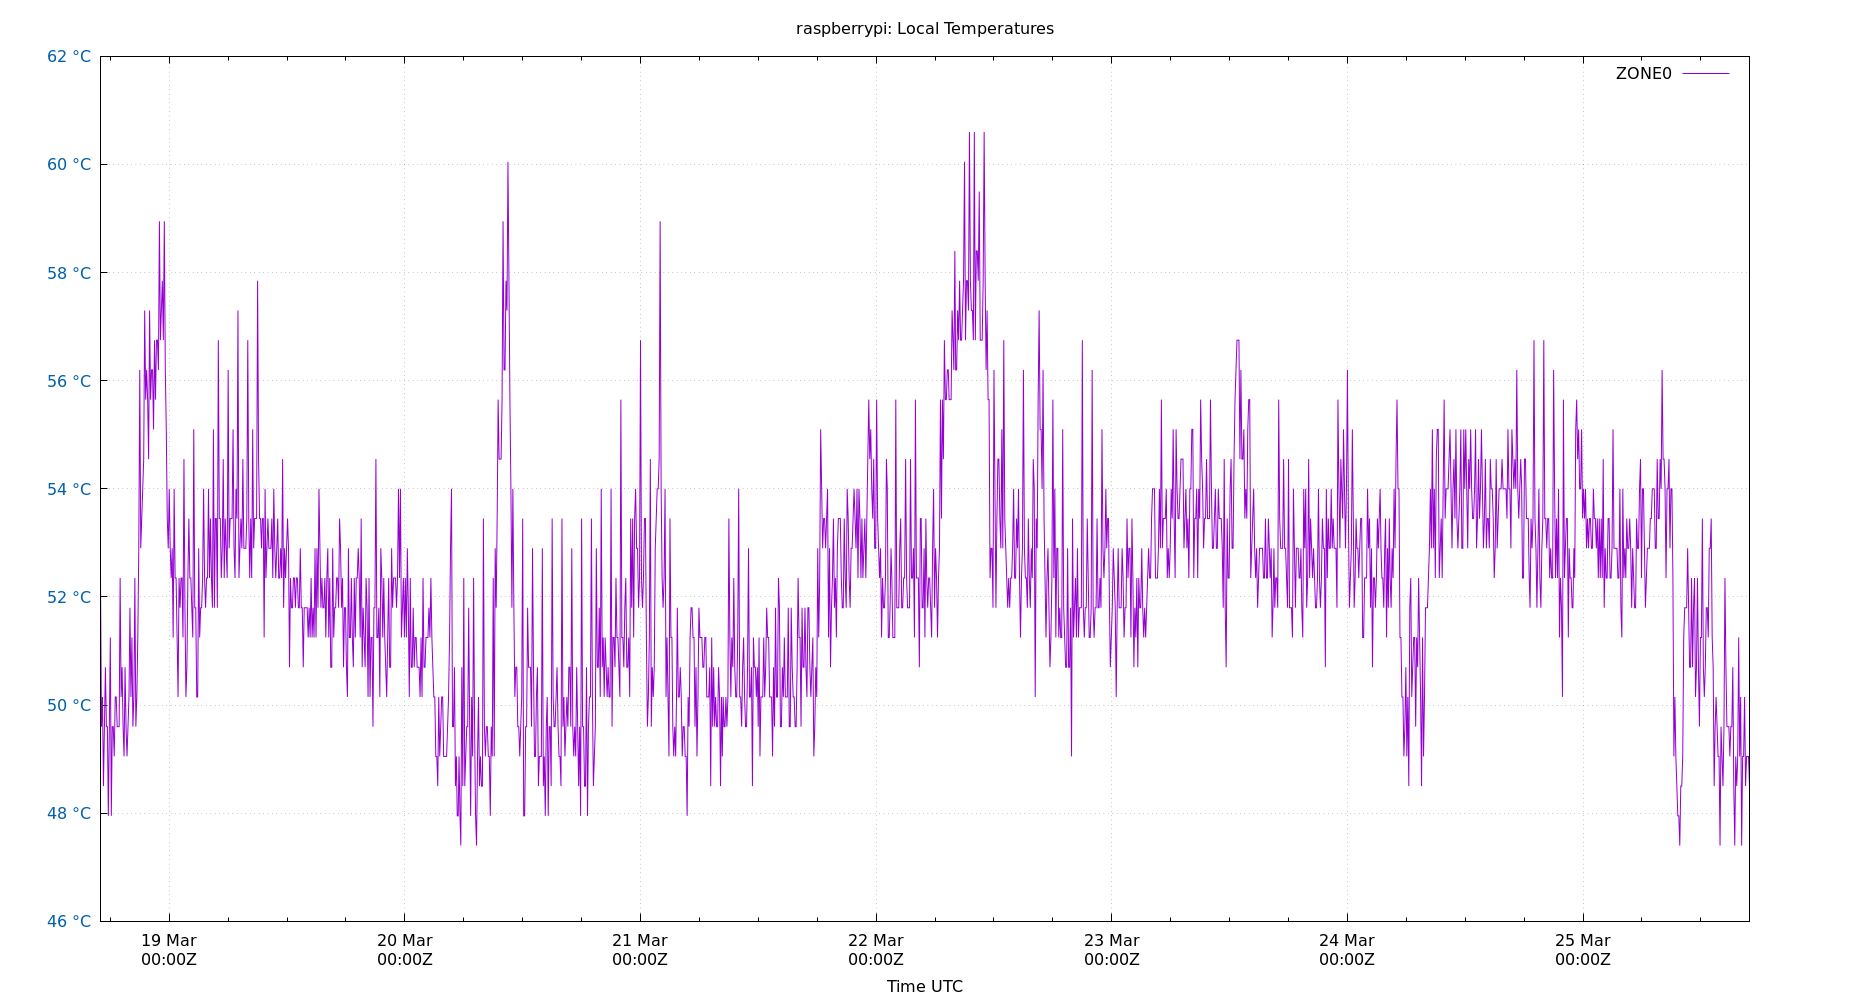 raspberrypi: Local Temperatures
ZONE0
62 °C
60 °C
58 °C
56 °C
54 °C
52 °C
50 °C
48 °C
46 °C
19 Mar 20 Mar 21 Mar 22 Mar 23 Mar 24 Mar 25 Mar
00:00Z 00:00Z 00:00Z 00:00Z 00:00Z 00:00Z 00:00Z
Time UTC